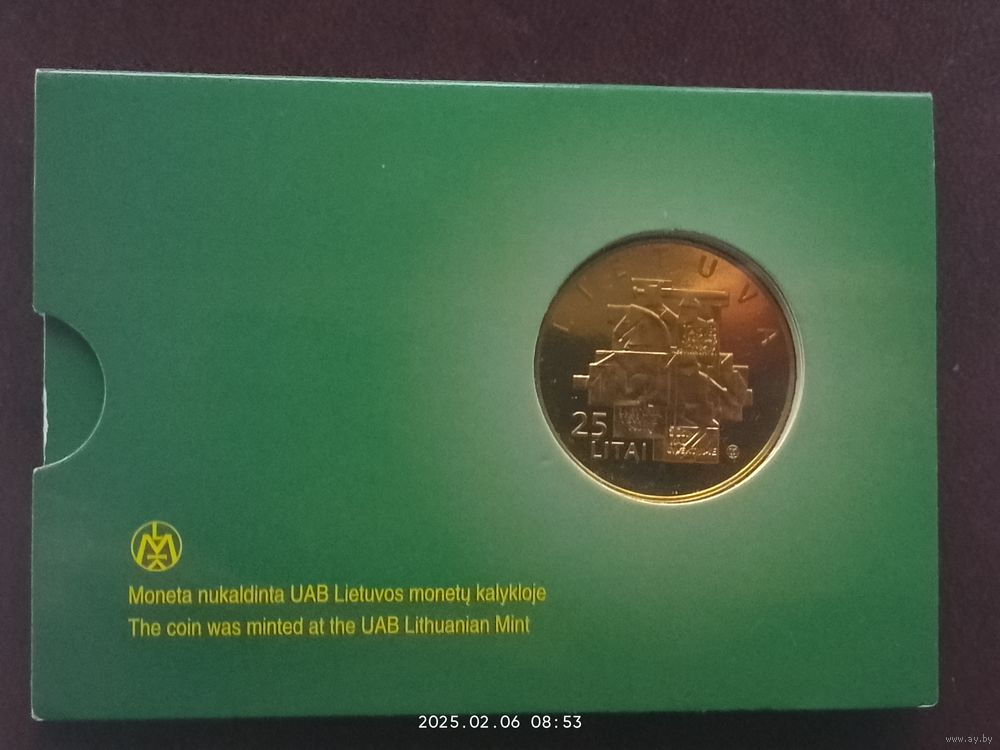 LIETUVA
25
LITAI
Moneta nukaldinta UAB Lietuvos monetų kalykloje
The coin was minted at the UAB Lithuanian Mint
2025.02.06 08:53
www.ay.by